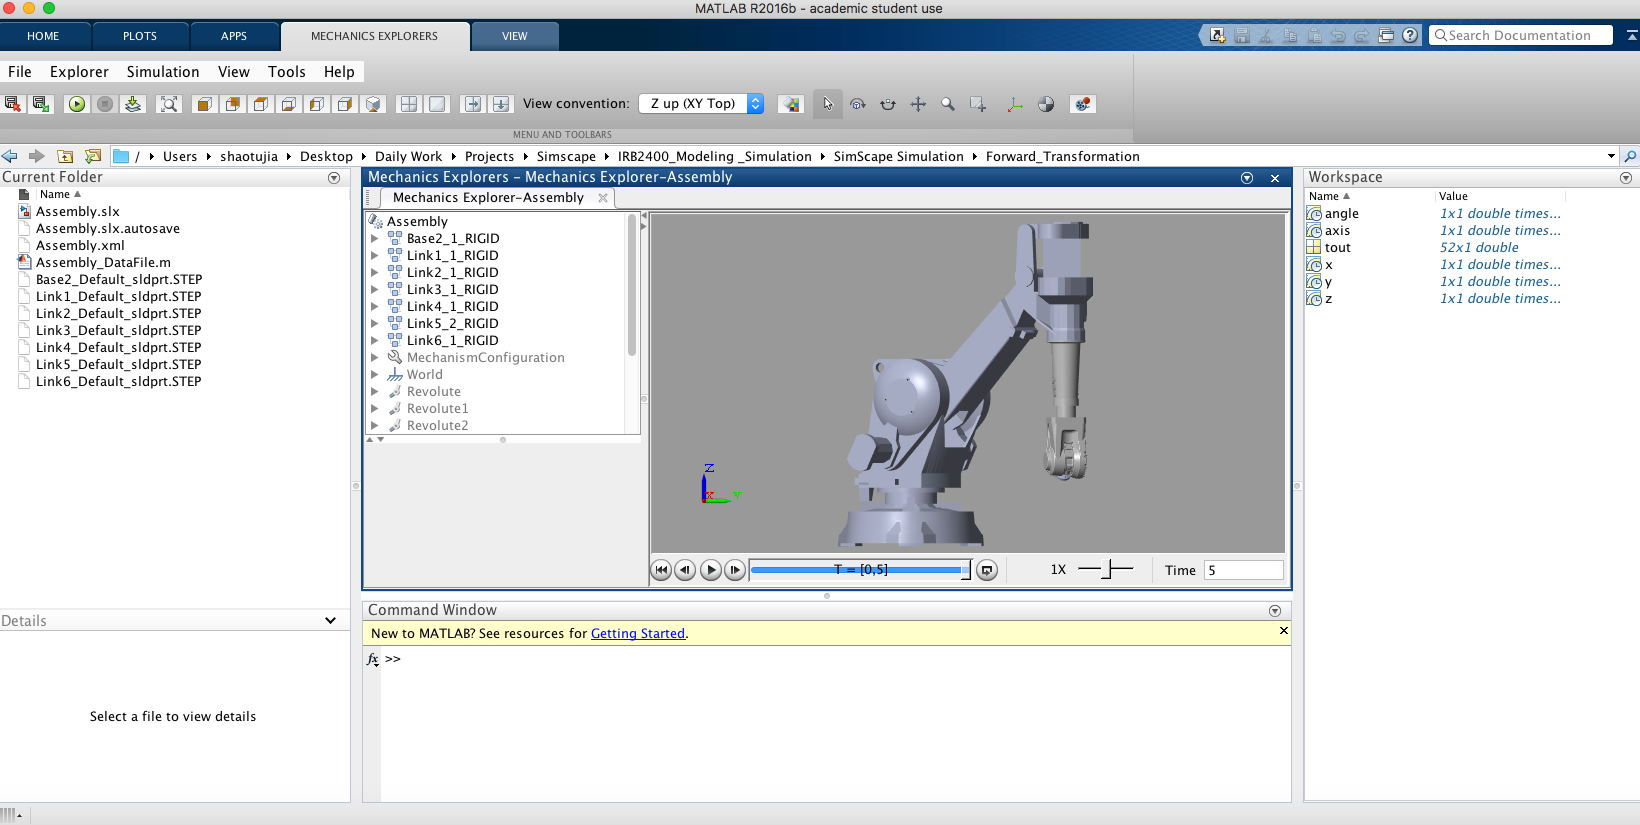 MATLAB R2016b - academic student use
HOME PLOTS APPS MECHANICS EXPLORERS VIEW
Search Documentation
File Explorer Simulation View Tools Help
View convention: Z up (XY Top)
MENU AND TOOLBARS
/ Users shaotujia Desktop Daily Work Projects Simscape IRB2400_Modeling _Simulation SimScape Simulation Forward_Transformation
Current Folder
Name
Assembly.slx
Assembly.slx.autosave
Assembly.xml
Assembly_DataFile.m
Base2_Default_sldprt.STEP
Link1_Default_sldprt.STEP
Link2_Default_sldprt.STEP
Link3_Default_sldprt.STEP
Link4_Default_sldprt.STEP
Link5_Default_sldprt.STEP
Link6_Default_sldprt.STEP
Details
Select a file to view details
Mechanics Explorers - Mechanics Explorer-Assembly
Mechanics Explorer-Assembly
Assembly
Base2_1_RIGID
Link1_1_RIGID
Link2_1_RIGID
Link3_1_RIGID
Link4_1_RIGID
Link5_2_RIGID
Link6_1_RIGID
MechanismConfiguration
World
Revolute
Revolute1
Revolute2
Z
X Y
T = [0,5]
1X
Time 5
Command Window
New to MATLAB? See resources for Getting Started.
fx >>
Workspace
Name Value
angle 1x1 double times...
axis 1x1 double times...
tout 52x1 double
x 1x1 double times...
y 1x1 double times...
z 1x1 double times...